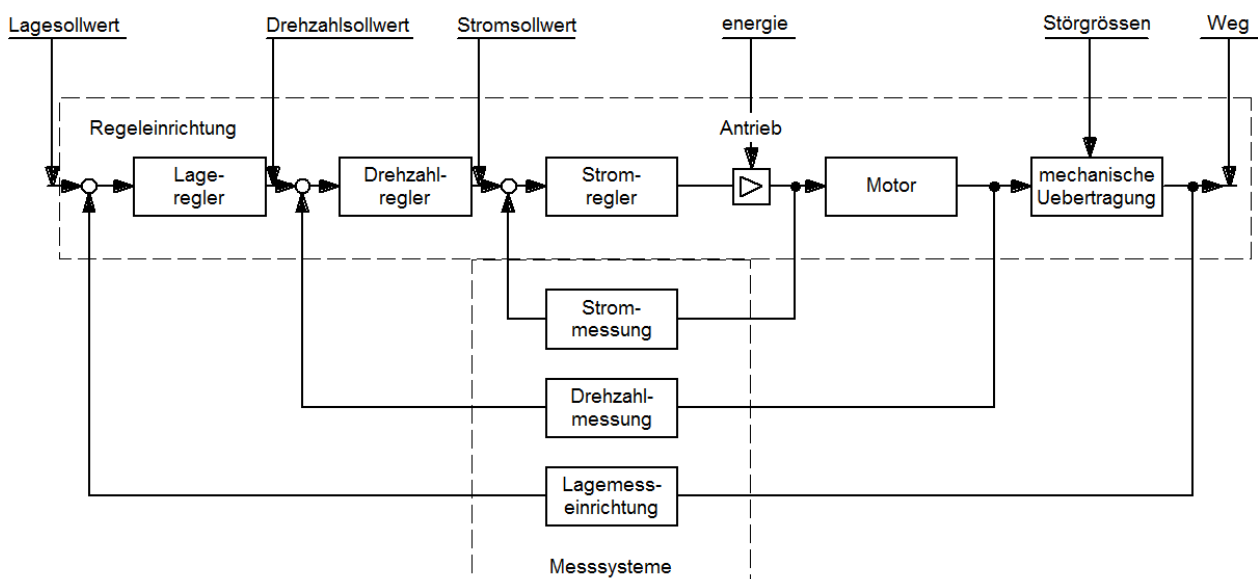 Lagesollwert
Drehzahlsollwert
Stromsollwert
energie
Störgrössen
Weg
Regeleinrichtung
Antrieb
Lage-
regler
Drehzahl-
regler
Strom-
regler
Motor
mechanische
Uebertragung
Strom-
messung
Drehzahl-
messung
Lagemess-
einrichtung
Messsysteme